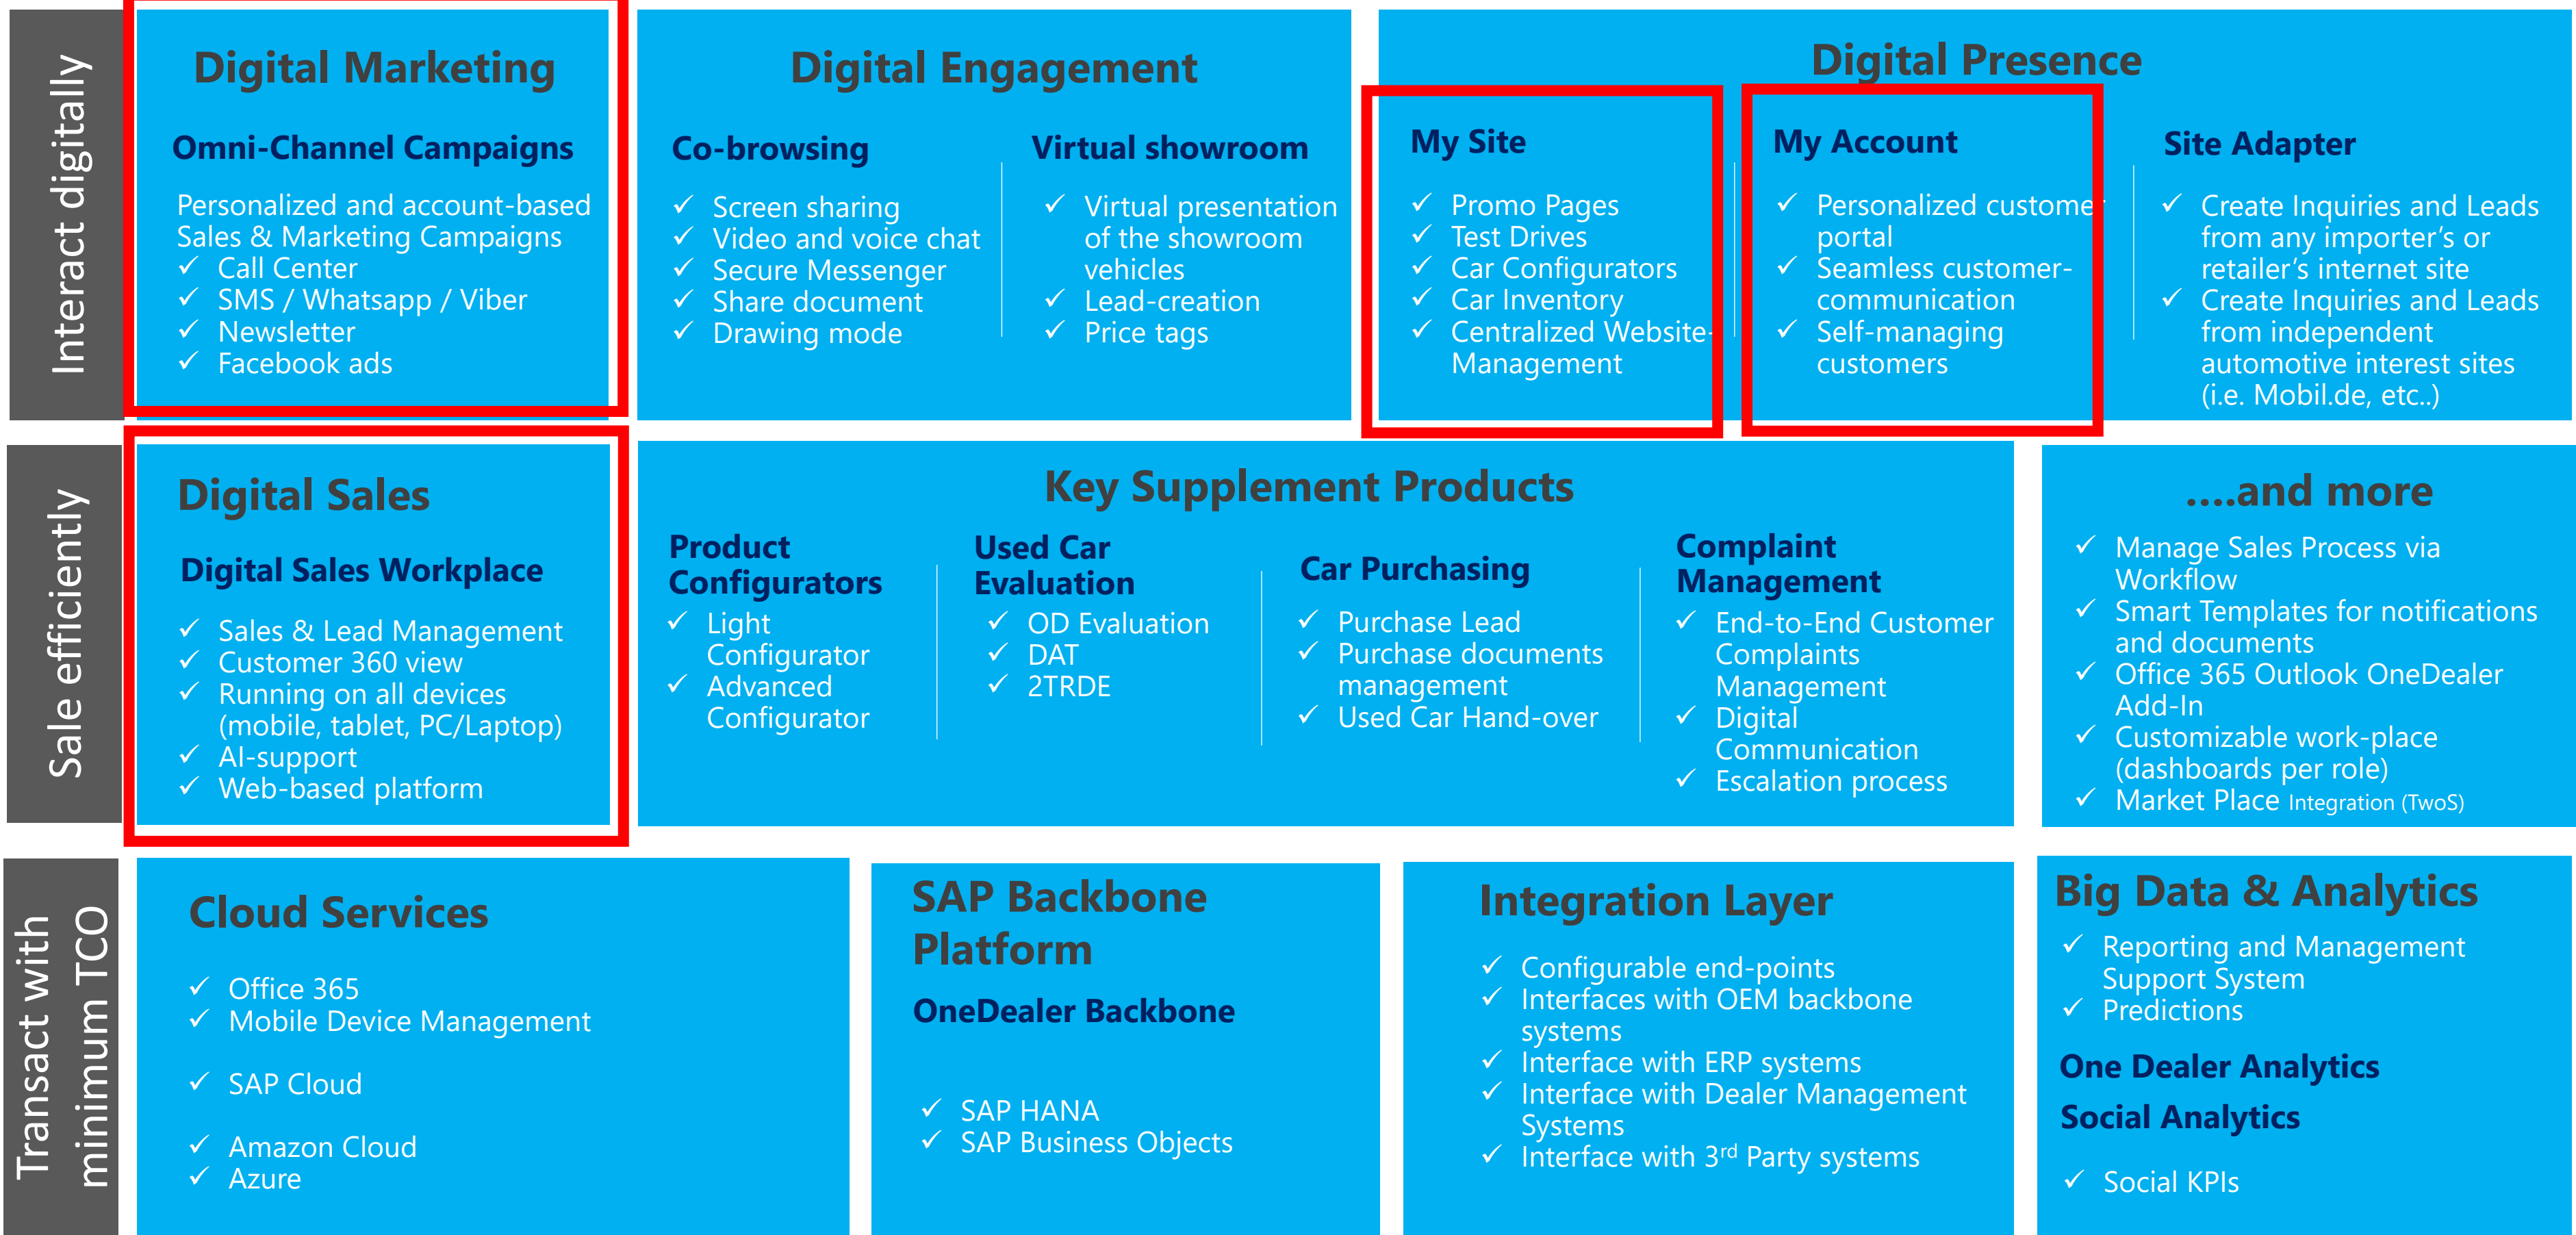 Interact digitally
Digital Marketing
Omni-Channel Campaigns
Personalized and account-based
Sales & Marketing Campaigns
✓ Call Center
✓ SMS / Whatsapp / Viber
✓ Newsletter
✓ Facebook ads
Digital Engagement
Co-browsing
✓ Screen sharing
✓ Video and voice chat
✓ Secure Messenger
✓ Share document
✓ Drawing mode
Virtual showroom
✓ Virtual presentation
of the showroom
vehicles
✓ Lead-creation
✓ Price tags
Digital Presence
My Site
✓ Promo Pages
✓ Test Drives
✓ Car Configurators
✓ Car Inventory
✓ Centralized Website-
Management
My Account
✓ Personalized customer
portal
✓ Seamless customer-
communication
✓ Self-managing
customers
Site Adapter
✓ Create Inquiries and Leads
from any importer's or
retailer's internet site
✓ Create Inquiries and Leads
from independent
automotive interest sites
(i.e. Mobil.de, etc..)
Sale efficiently
Digital Sales
Digital Sales Workplace
✓ Sales & Lead Management
✓ Customer 360 view
✓ Running on all devices
(mobile, tablet, PC/Laptop)
✓ AI-support
✓ Web-based platform
Key Supplement Products
Product
Configurators
✓ Light
Configurator
✓ Advanced
Configurator
Used Car
Evaluation
✓ OD Evaluation
✓ DAT
✓ 2TRDE
Car Purchasing
✓ Purchase Lead
✓ Purchase documents
management
✓ Used Car Hand-over
Complaint
Management
✓ End-to-End Customer
Complaints
Management
✓ Digital
Communication
✓ Escalation process
....and more
✓ Manage Sales Process via
Workflow
✓ Smart Templates for notifications
and documents
✓ Office 365 Outlook OneDealer
Add-In
✓ Customizable work-place
(dashboards per role)
✓ Market Place Integration (TwoS)
Transact with
minimum TCO
Cloud Services
✓ Office 365
✓ Mobile Device Management
✓ SAP Cloud
✓ Amazon Cloud
✓ Azure
SAP Backbone
Platform
OneDealer Backbone
✓ SAP HANA
✓ SAP Business Objects
Integration Layer
✓ Configurable end-points
✓ Interfaces with OEM backbone
systems
✓ Interface with ERP systems
✓ Interface with Dealer Management
Systems
✓ Interface with 3rd Party systems
Big Data & Analytics
✓ Reporting and Management
Support System
✓ Predictions
One Dealer Analytics
Social Analytics
✓ Social KPIs